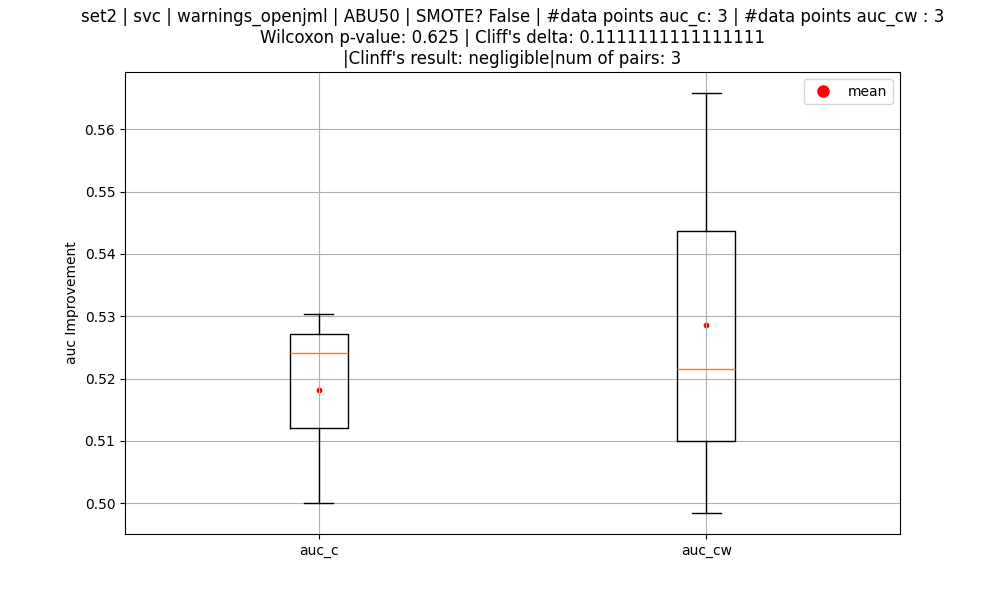 set2 | svc | warnings_openjml | ABU50 | SMOTE? False | #data points auc_c: 3 | #data points auc_cw : 3
Wilcoxon p-value: 0.625 | Cliff's delta: 0.1111111111111111
|Clinff's result: negligible|num of pairs: 3
mean
0.56
0.55
0.54
0.53
0.52
0.51
0.50
auc Improvement
auc_c
auc_cw